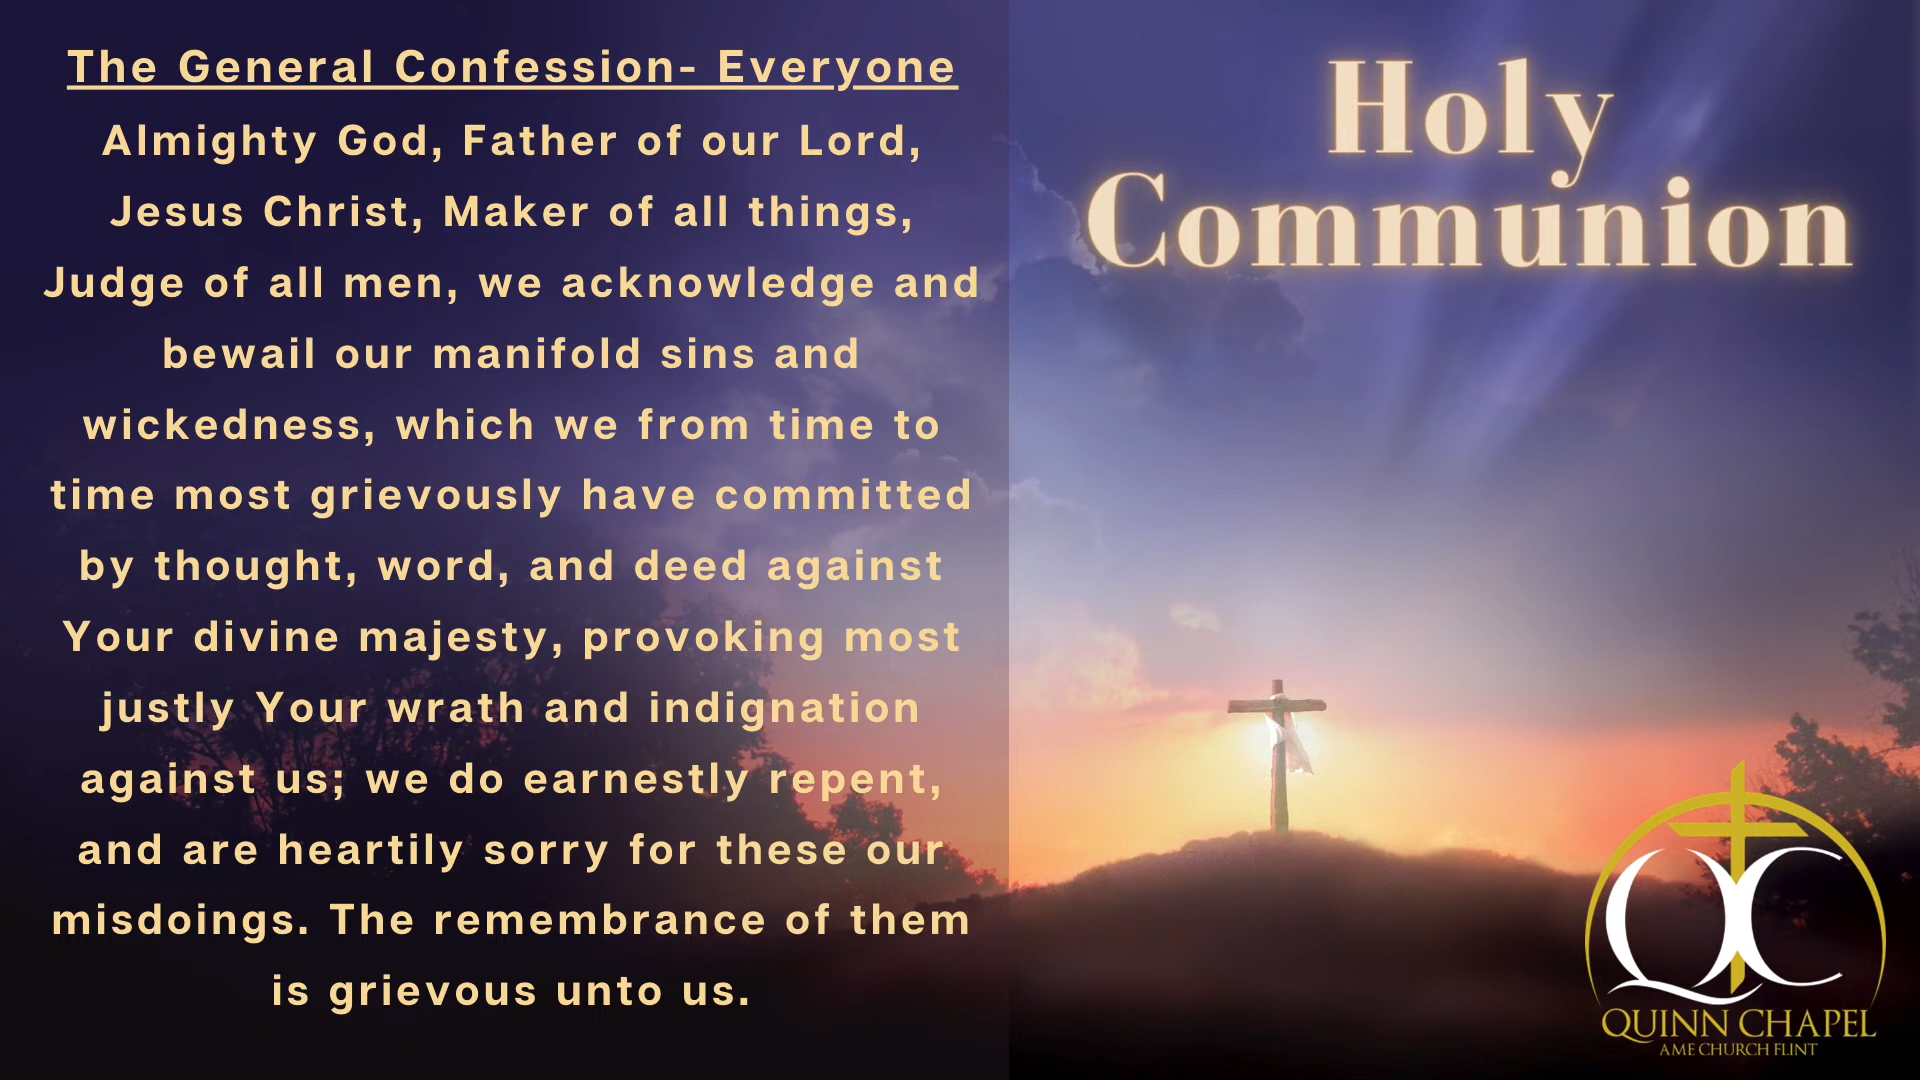 The General Confession- Everyone
Almighty God, Father of our Lord,
Jesus Christ, Maker of all things,
Judge of all men, we acknowledge and
bewail our manifold sins and
wickedness, which we from time to
time most grievously have committed
by thought, word, and deed against
Your divine majesty, provoking most
justly Your wrath and indignation
against us; we do earnestly repent,
and are heartily sorry for these our
misdoings. The remembrance of them
is grievous unto us.
Holy
Communion
QC
QUINN CHAPEL
AME CHURCH FLINT